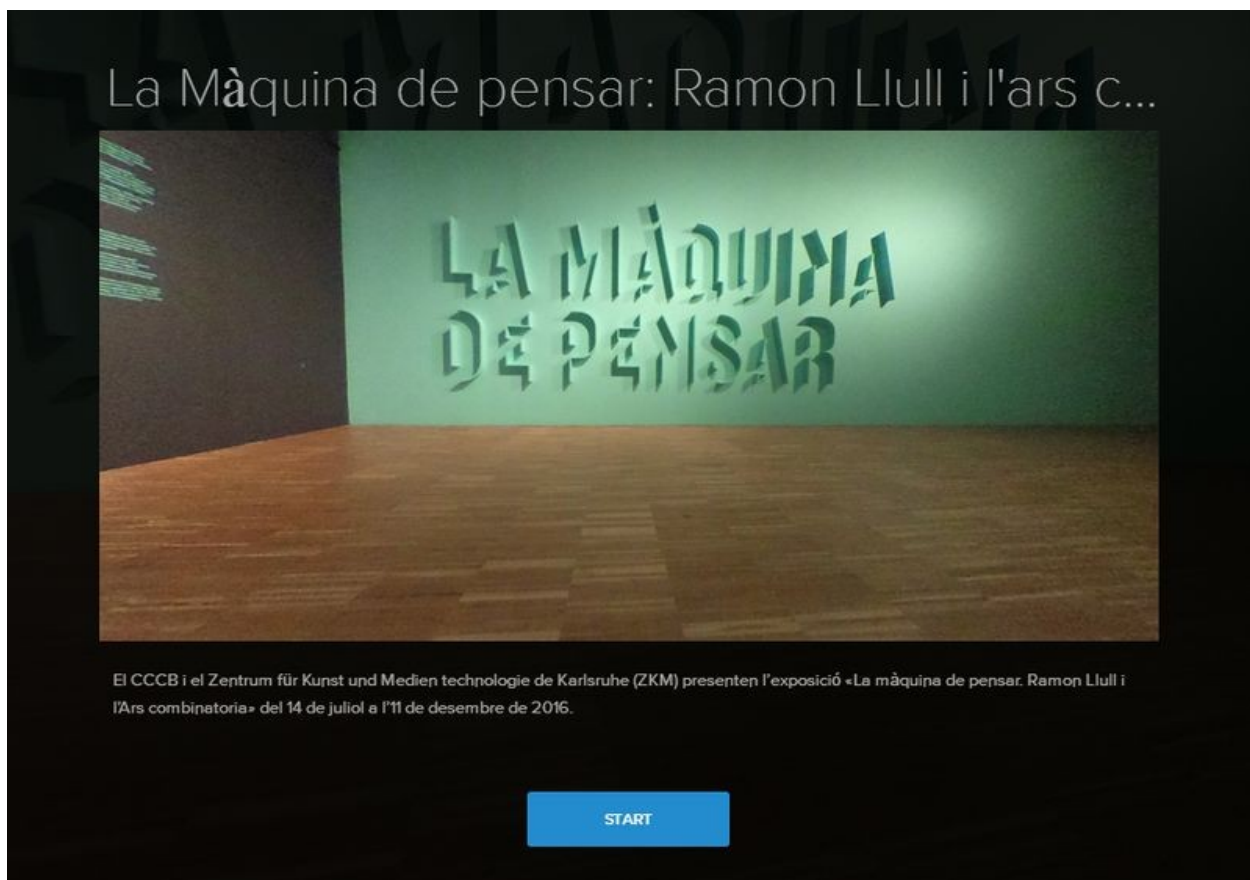 La Màquina de pensar: Ramon Llull i l'ars c...
LA MÀQUINA
DE PENSAR
El CCCB i el Zentrum für Kunst und Medien technologie de Karlsruhe (ZKM) presenten l'exposició «La màquina de pensar. Ramon Llull i
l'Ars combinatoria» del 14 de juliol a l'11 de desembre de 2016.
START